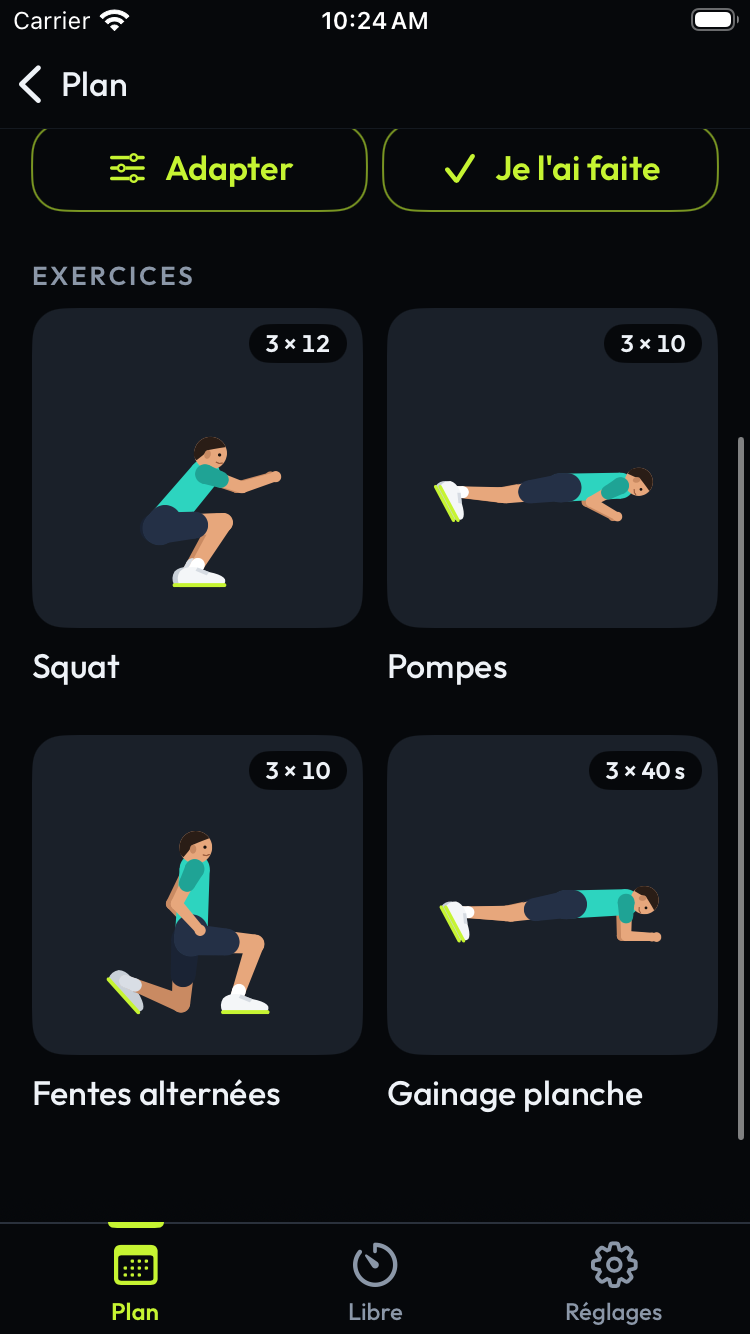 Carrier 10:24 AM
Plan
Adapter Je l'ai faite
EXERCICES
3 × 12 3 × 10
Squat Pompes
3 × 10 3 × 40 s
Fentes alternées Gainage planche
Plan Libre Réglages